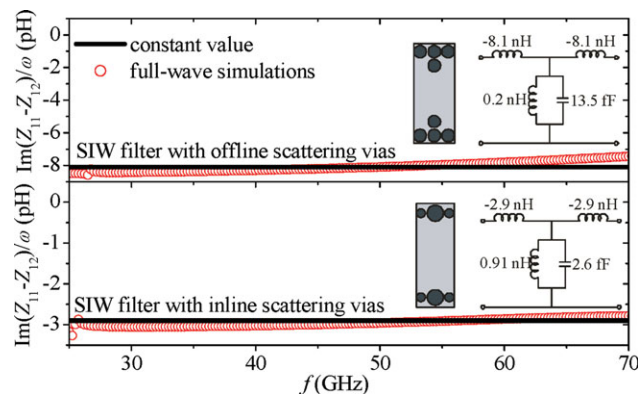 Im(Z11-Z12)/ω (pH)
0
-2
-4
-6
-8
constant value
full-wave simulations
-8.1 nH
-8.1 nH
0.2 nH
13.5 fF
SIW filter with offline scattering vias
Im(Z11-Z12)/ω (pH)
0
-1
-2
-3
-2.9 nH
-2.9 nH
0.91 nH
2.6 fF
SIW filter with inline scattering vias
30
40
50
60
70
f (GHz)